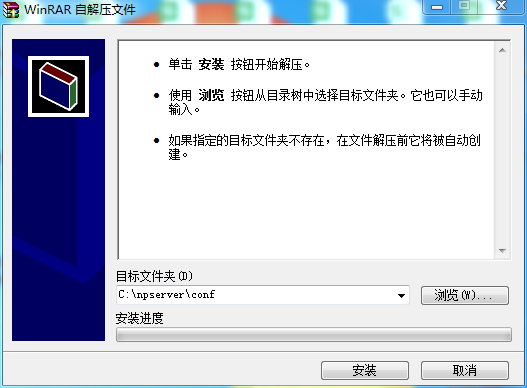 WinRAR 自解压文件
• 单击 安装 按钮开始解压。
• 使用 浏览 按钮从目录树中选择目标文件夹。它也可以手动
输入。
• 如果指定的目标文件夹不存在，在文件解压前它将被自动创
建。
目标文件夹(D)
C:\npserver\conf
浏览(W)...
安装进度
安装
取消